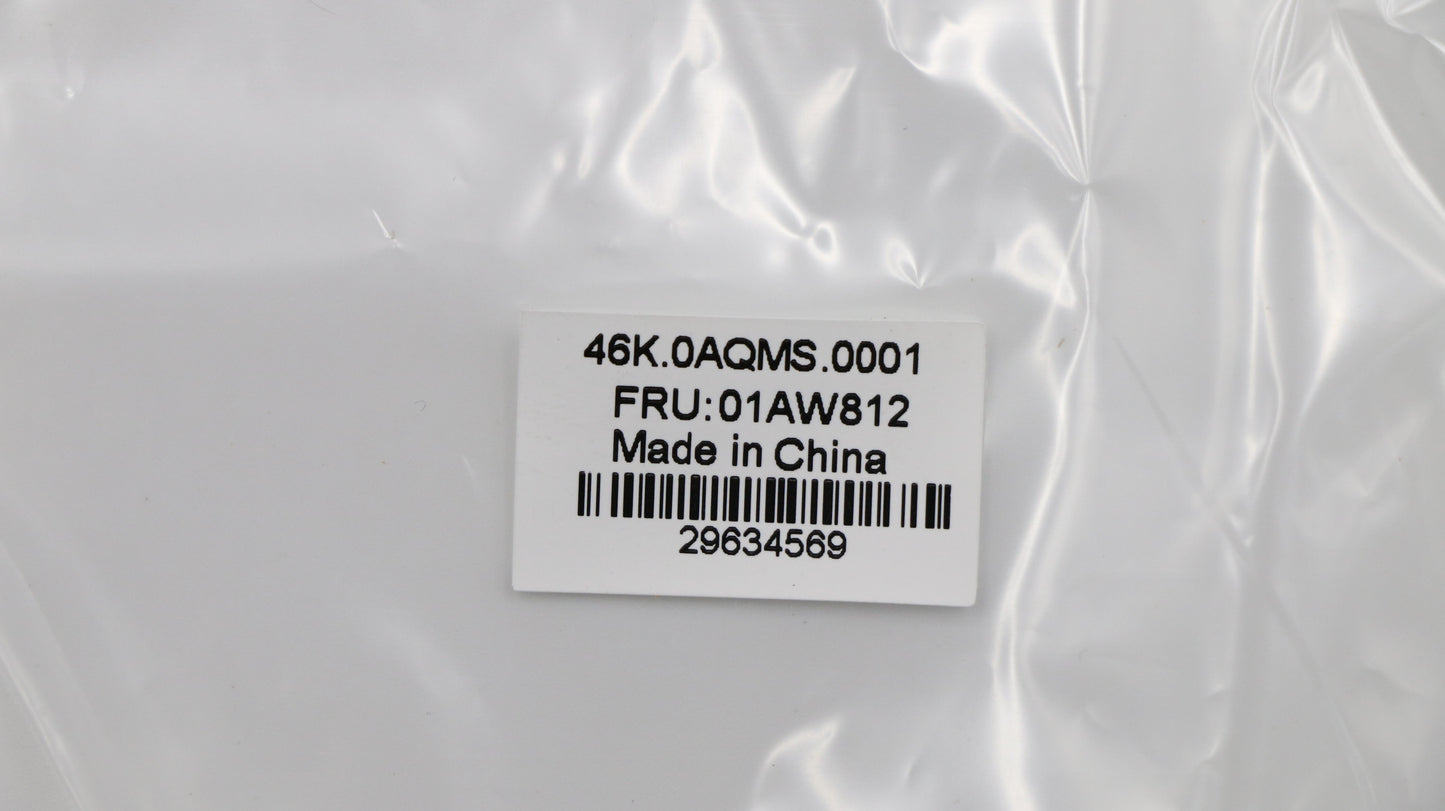 46K.0AQMS.0001
FRU:01AW812
Made in China
29634569